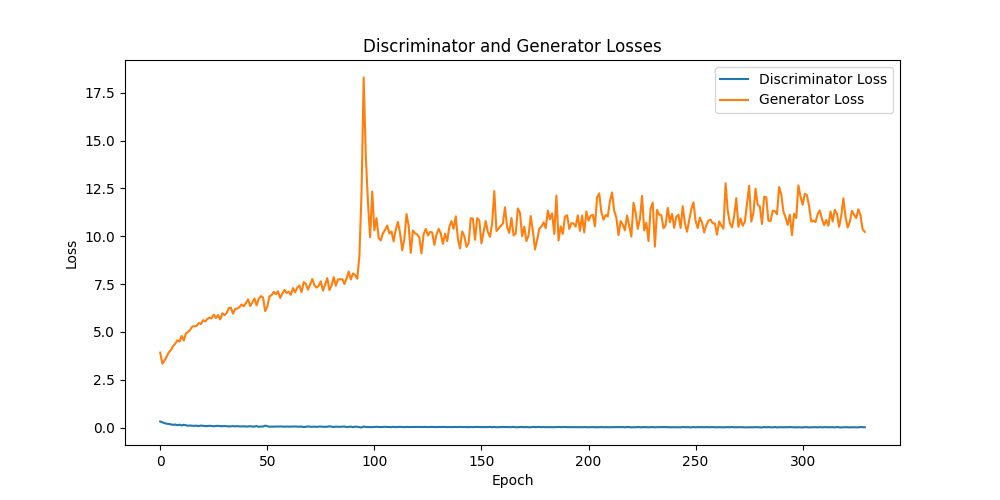 Discriminator and Generator Losses
Discriminator Loss
Generator Loss
17.5
15.0
12.5
10.0
7.5
5.0
2.5
0.0
Loss
0 50 100 150 200 250 300
Epoch